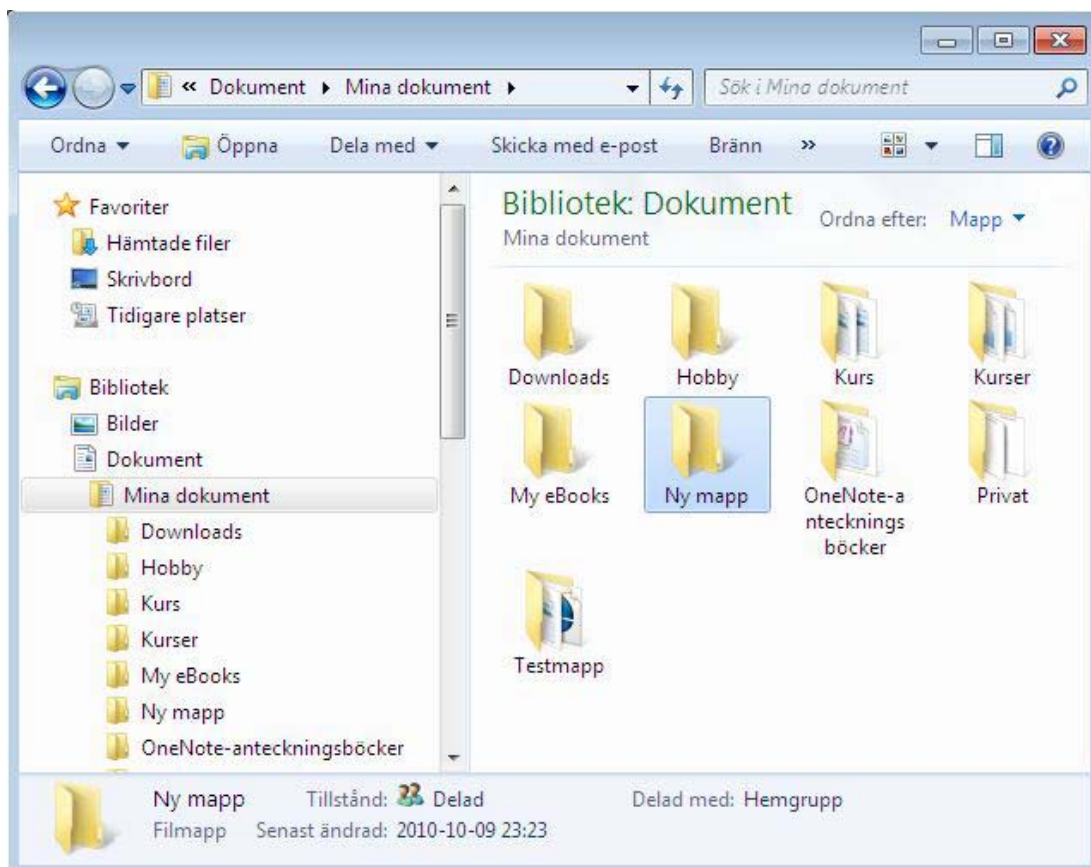 « Dokument Mina dokument
Sök i Mina dokument
Ordna Öppna Dela med Skicka med e-post Bränn »
Favoriter
Hämtade filer
Skrivbord
Tidigare platser
Bibliotek
Bilder
Dokument
Mina dokument
Downloads
Hobby
Kurs
Kurser
My eBooks
Ny mapp
OneNote-anteckningsböcker
Bibliotek: Dokument
Mina dokument
Ordna efter: Mapp
Downloads
Hobby
Kurs
Kurser
My eBooks
Ny mapp
OneNote-a
ntecknings
böcker
Privat
Testmapp
Ny mapp Tillstånd: Delad Delad med: Hemgrupp
Filmapp Senast ändrad: 2010-10-09 23:23